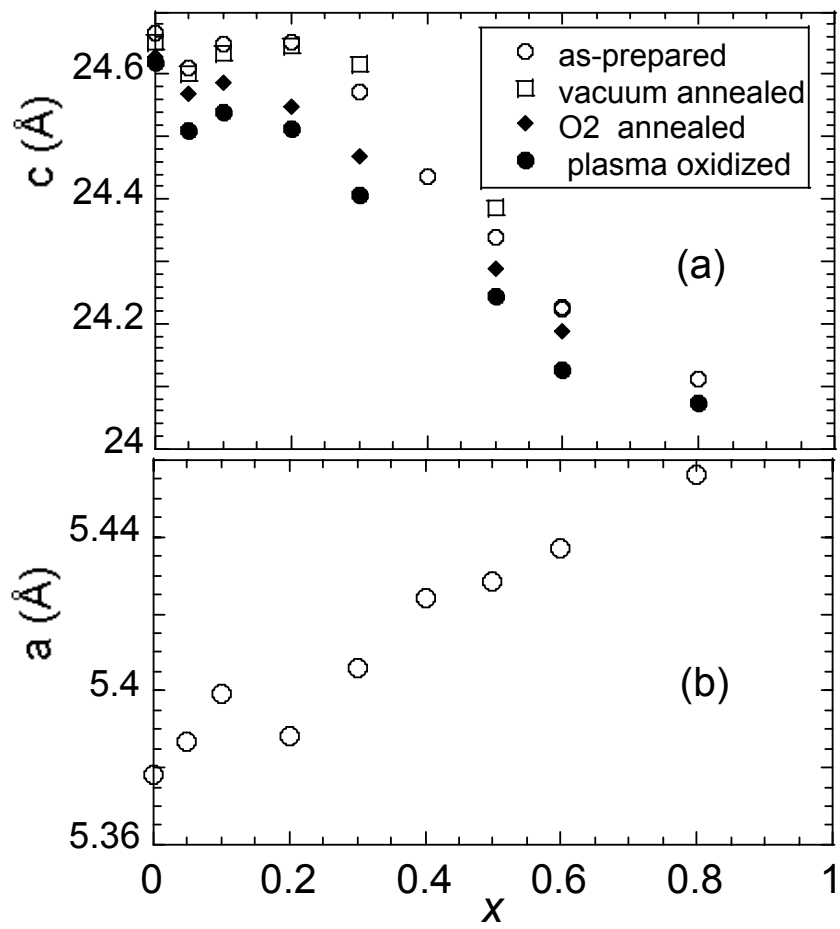 24.6
24.4
24.2
24
c (Å)
as-prepared
vacuum annealed
O2 annealed
plasma oxidized
(a)
5.44
5.4
5.36
a (Å)
(b)
0 0.2 0.4 0.6 0.8 1
x